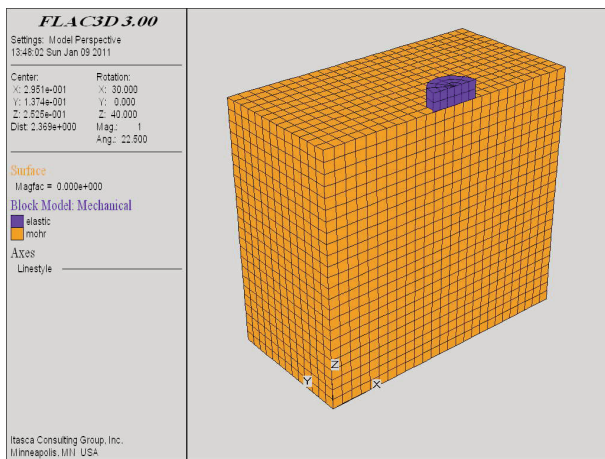 FLAC3D 3.00
Settings: Model Perspective
13:48:02 Sun Jan 09 2011
Center: Rotation:
X: 2.951e-001 X: 30.000
Y: 1.374e-001 Y: 0.000
Z: 2.525e-001 Z: 40.000
Dist: 2.369e+000 Mag.: 1
Ang.: 22.500
Surface
Magfac = 0.000e+000
Block Model: Mechanical
elastic
mohr
Axes
Linestyle
Itasca Consulting Group, Inc.
Minneapolis, MN USA
Z
Y X